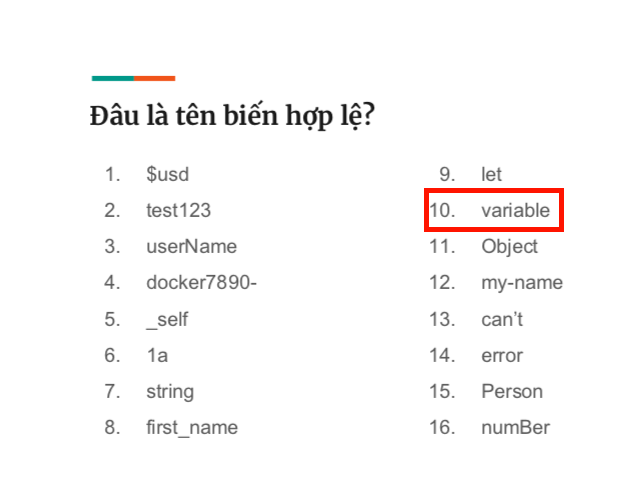 Đâu là tên biến hợp lệ?
1. $usd
2. test123
3. userName
4. docker7890-
5. _self
6. 1a
7. string
8. first_name
9. let
10. variable
11. Object
12. my-name
13. can’t
14. error
15. Person
16. numBer